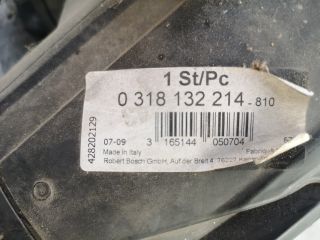 1 St/Pc
0 318 132 214 - 810
428202129
07-09 3 165144 050704
Made in Italy
Robert Bosch GmbH, Auf der Breit 4, 76227